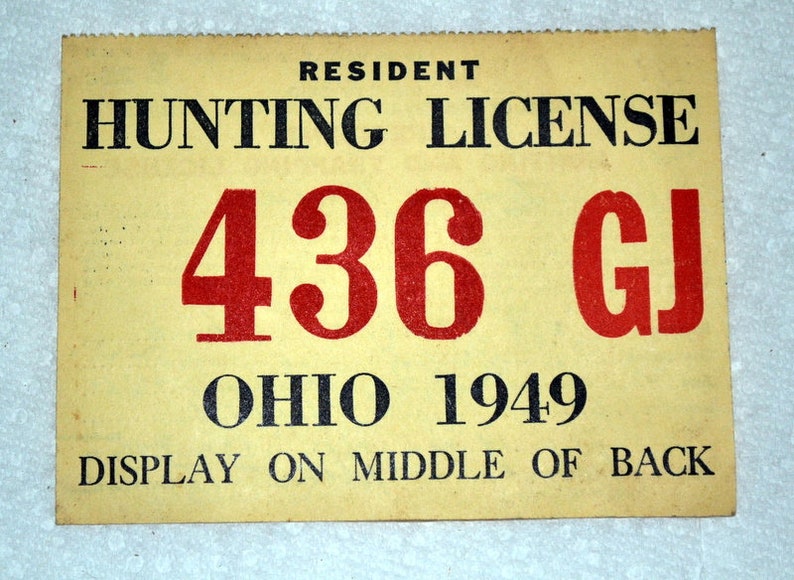 RESIDENT
HUNTING LICENSE
436 GJ
OHIO 1949
DISPLAY ON MIDDLE OF BACK